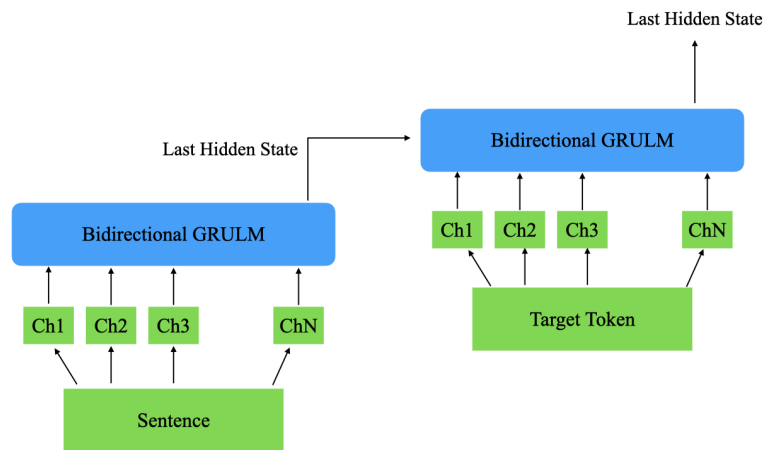 Last Hidden State
Bidirectional GRULM
Last Hidden State
Ch1 Ch2 Ch3 ChN
Bidirectional GRULM
Target Token
Ch1 Ch2 Ch3 ChN
Sentence